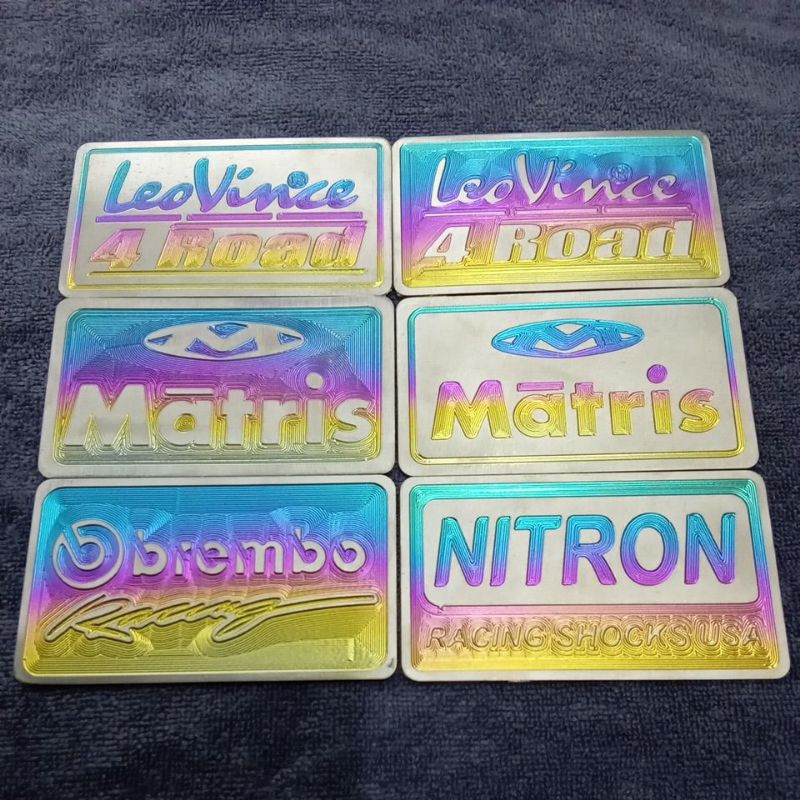 LeoVince®
4 Road
LeoVince®
4 Road
M
Mātris
M
Mātris
brembo
Racing
NITRON
RACING SHOCKS USA